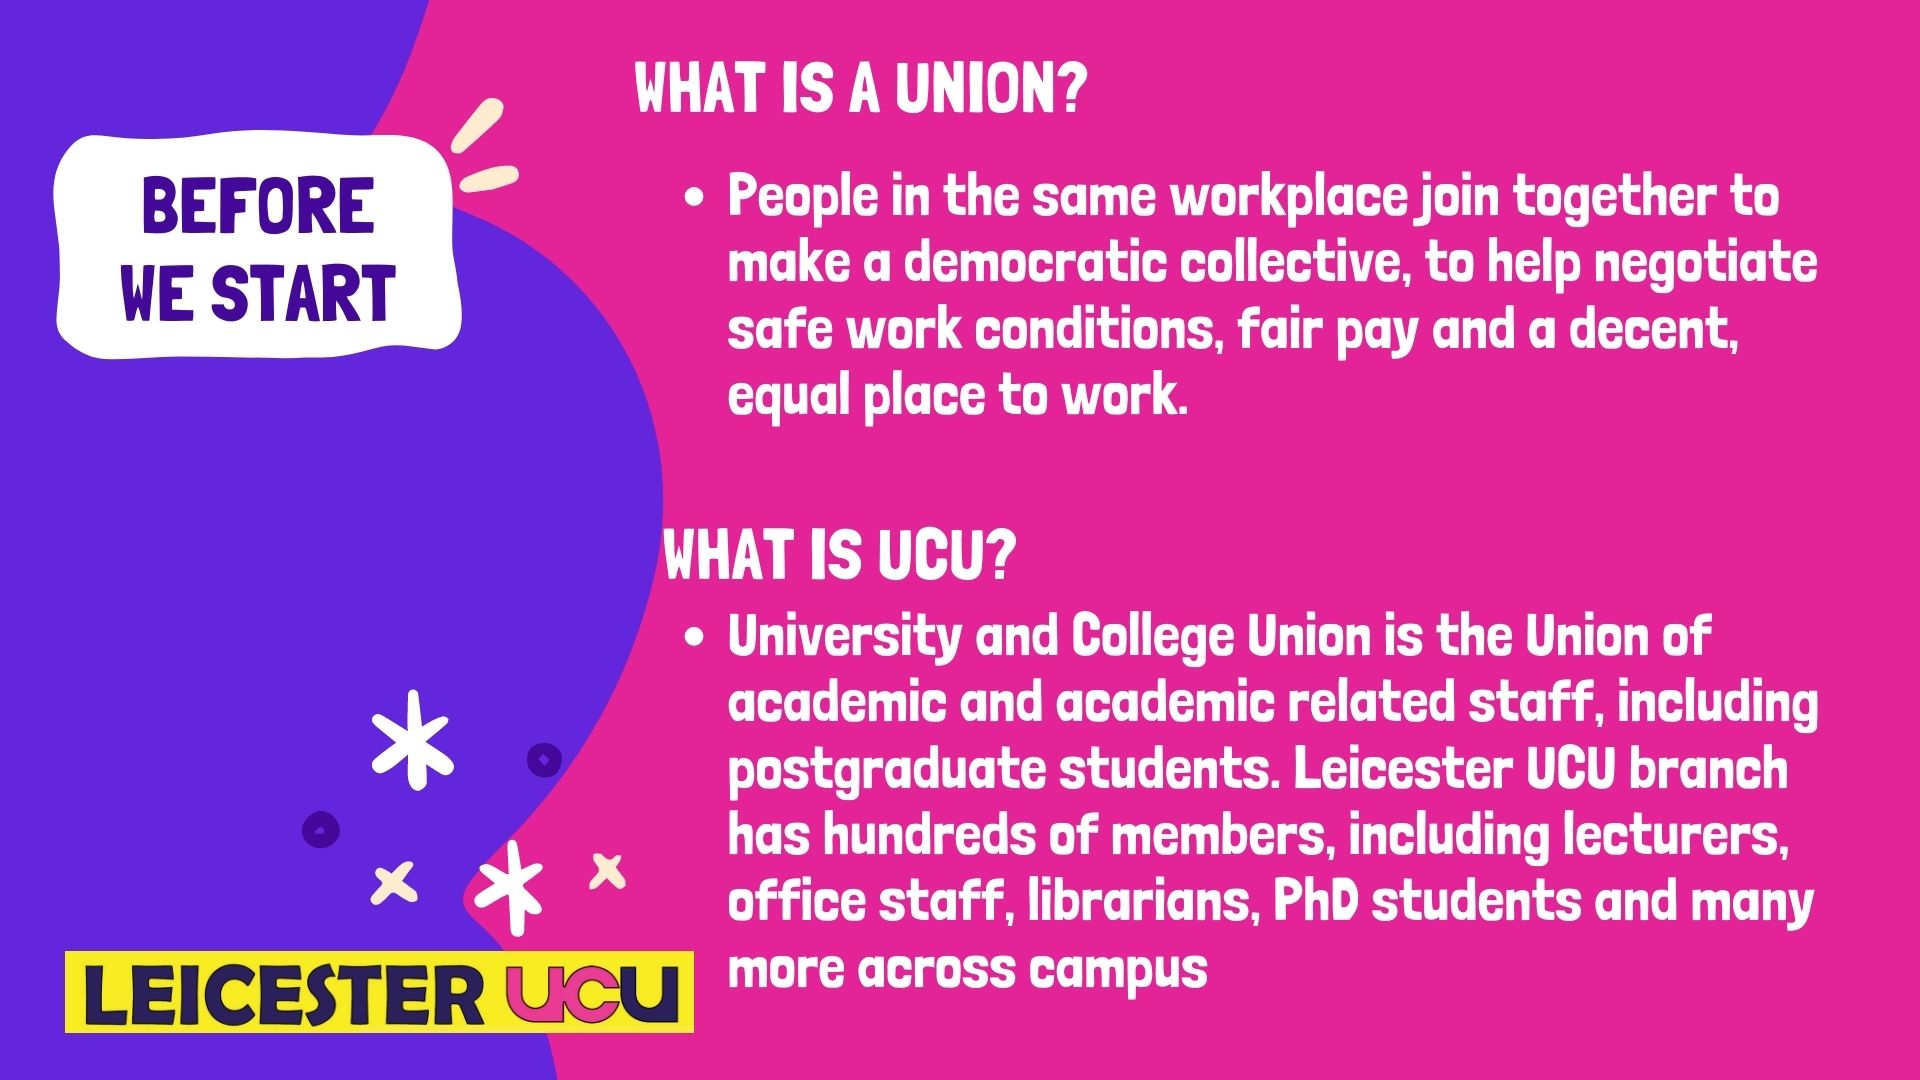 BEFORE
WE START
WHAT IS A UNION?
• People in the same workplace join together to
make a democratic collective, to help negotiate
safe work conditions, fair pay and a decent,
equal place to work.
WHAT IS UCU?
• University and College Union is the Union of
academic and academic related staff, including
postgraduate students. Leicester UCU branch
has hundreds of members, including lecturers,
office staff, librarians, PhD students and many
more across campus
LEICESTER UCU